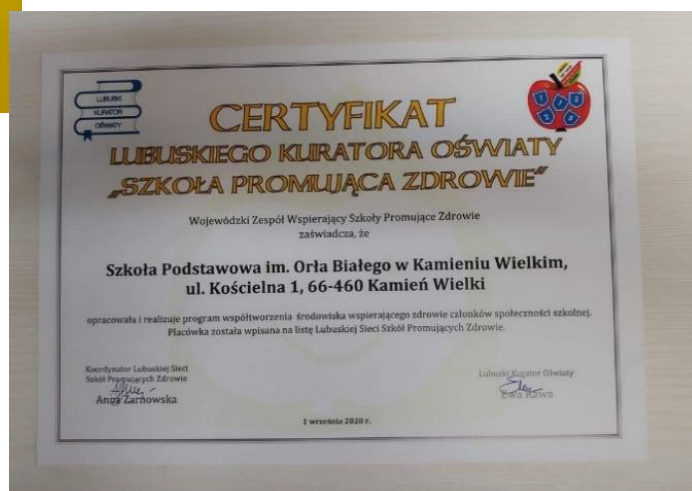 LUBUSKI
KURATOR
OŚWIATY
CERTYFIKAT
LUBUSKIEGO KURATORA OŚWIATY
„SZKOŁA PROMUJĄCA ZDROWIE”
Wojewódzki Zespół Wspierający Szkoły Promujące Zdrowie
zaświadcza, że
Szkoła Podstawowa im. Orła Białego w Kamieniu Wielkim,
ul. Kościelna 1, 66-460 Kamień Wielki
opracowała i realizuje program współtworzenia środowiska wspierającego zdrowie członków społeczności szkolnej.
Placówka została wpisana na listę Lubuskiej Sieci Szkół Promujących Zdrowie.
Koordynator Lubuskiej Sieci
Szkół Promujących Zdrowie
Anna Żarnowska
Lubuski Kurator Oświaty
Ewa Rawa
1 września 2020 r.